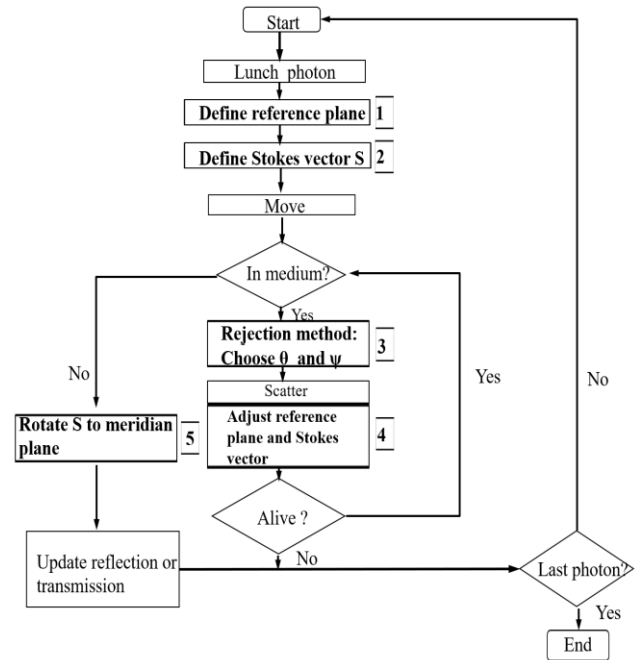 Start
Lunch photon
Define reference plane
1
Define Stokes vector S
2
Move
In medium?
Yes
No
Rejection method:
Choose θ and ψ
3
Scatter
Adjust reference
plane and Stokes
vector
4
Rotate S to meridian
plane
5
Yes
No
Alive ?
No
Update reflection or
transmission
Last photon?
Yes
End